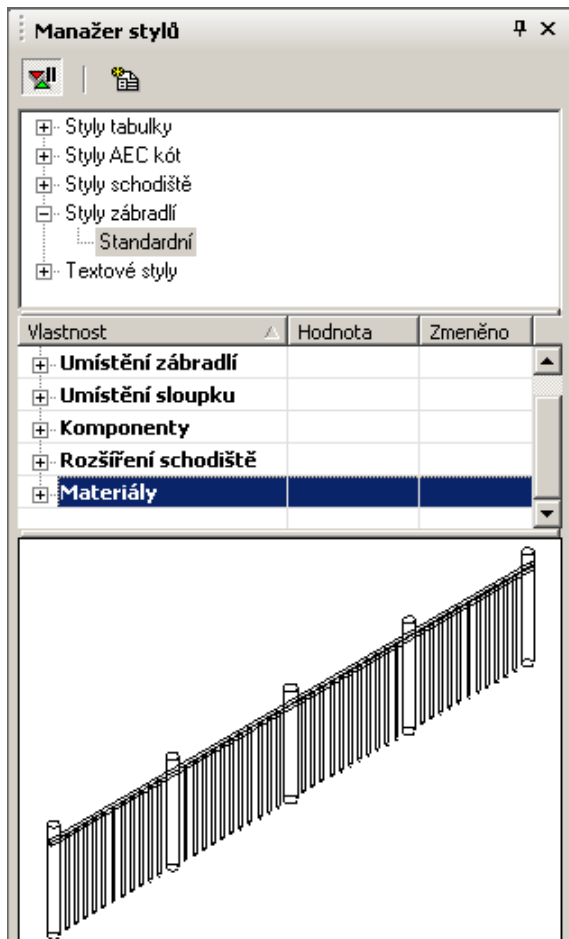 Manažer stylů
Styly tabulky
Styly AEC kót
Styly schodiště
Styly zábradlí
Standardní
Textové styly
Vlastnost Hodnota Zmeněno
Umístění zábradlí
Umístění sloupku
Komponenty
Rozšíření schodiště
Materiály